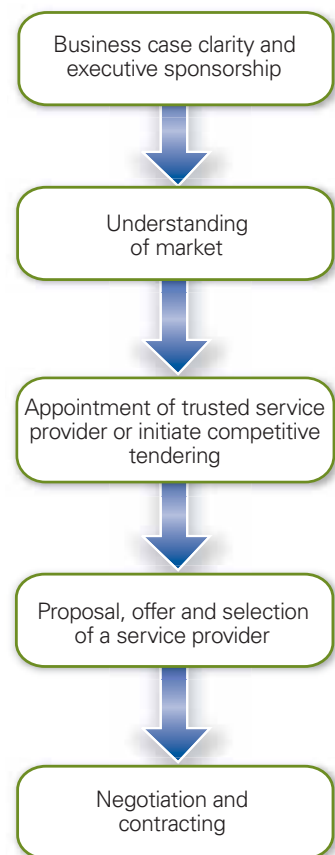 Business case clarity and
executive sponsorship
Understanding
of market
Appointment of trusted service
provider or initiate competitive
tendering
Proposal, offer and selection
of a service provider
Negotiation and
contracting